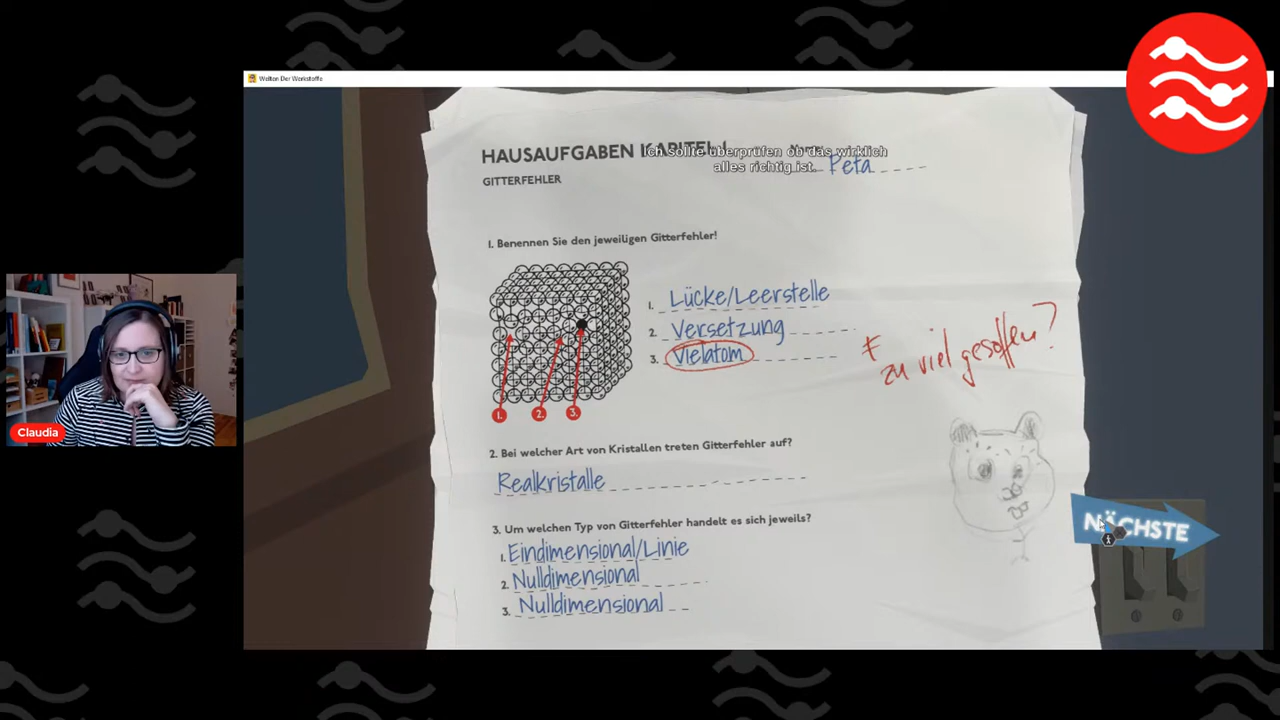 Welten Der Werkstoffe
HAUSAUFGABEN KAPITEL 1
Ich sollte überprüfen ob das wirklich
alles richtig ist.
Peta
GITTERFEHLER
1. Benennen Sie den jeweiligen Gitterfehler!
1. Lücke/Leerstelle
2. Versetzung
3. Vielatom
zu viel gesoffen?
1. 2. 3.
2. Bei welcher Art von Kristallen treten Gitterfehler auf?
Realkristalle
3. Um welchen Typ von Gitterfehler handelt es sich jeweils?
1. Eindimensional/Linie
2. Nulldimensional
3. Nulldimensional
NÄCHSTE
Claudia